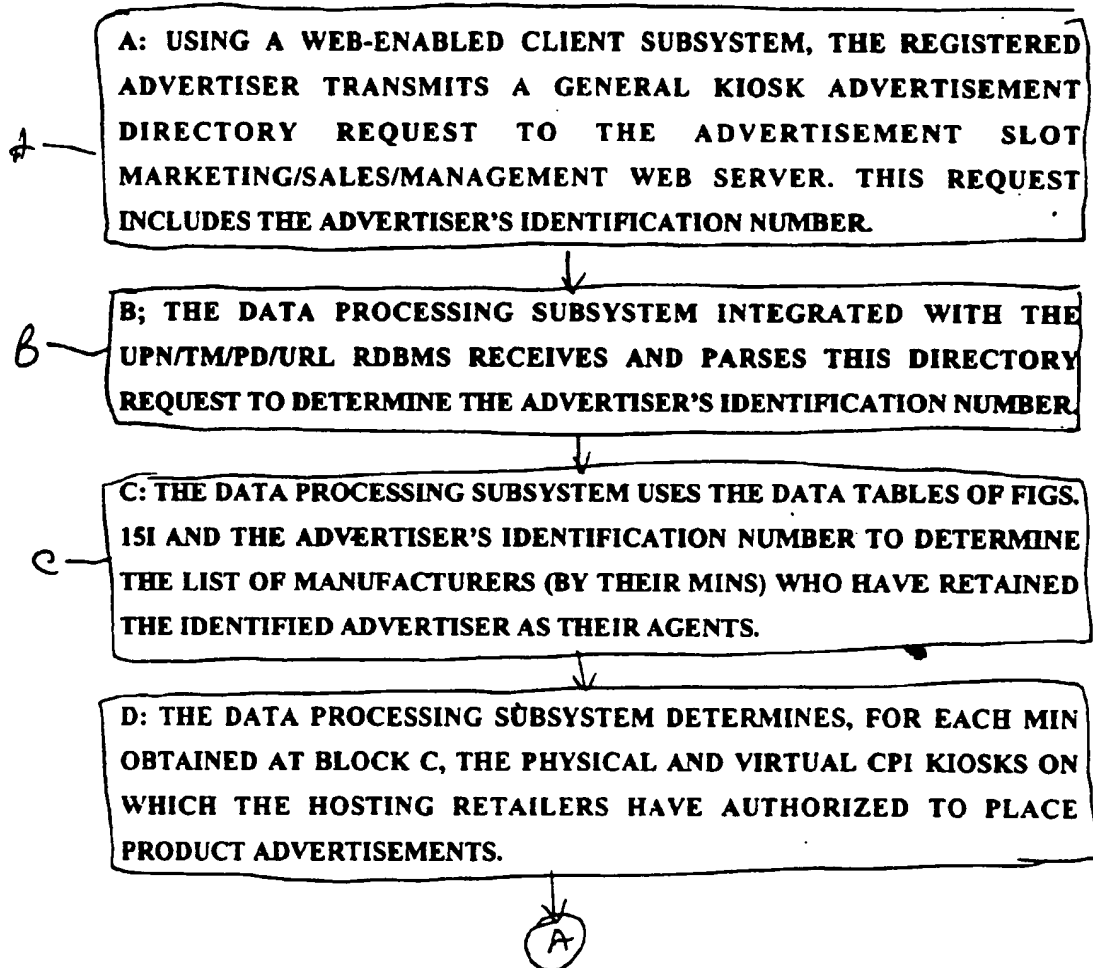 A: USING A WEB-ENABLED CLIENT SUBSYSTEM, THE REGISTERED
ADVERTISER TRANSMITS A GENERAL KIOSK ADVERTISEMENT
DIRECTORY REQUEST TO THE ADVERTISEMENT SLOT
A
MARKETING/SALES/MANAGEMENT WEB SERVER. THIS REQUEST
INCLUDES THE ADVERTISER'S IDENTIFICATION NUMBER.
B; THE DATA PROCESSING SUBSYSTEM INTEGRATED WITH THE
B
UPN/TM/PD/URL RDBMS RECEIVES AND PARSES THIS DIRECTORY
REQUEST TO DETERMINE THE ADVERTISER'S IDENTIFICATION NUMBER.
C: THE DATA PROCESSING SUBSYSTEM USES THE DATA TABLES OF FIGS.
15I AND THE ADVERTISER'S IDENTIFICATION NUMBER TO DETERMINE
C
THE LIST OF MANUFACTURERS (BY THEIR MINS) WHO HAVE RETAINED
THE IDENTIFIED ADVERTISER AS THEIR AGENTS.
D: THE DATA PROCESSING SUBSYSTEM DETERMINES, FOR EACH MIN
OBTAINED AT BLOCK C, THE PHYSICAL AND VIRTUAL CPI KIOSKS ON
WHICH THE HOSTING RETAILERS HAVE AUTHORIZED TO PLACE
PRODUCT ADVERTISEMENTS.
A